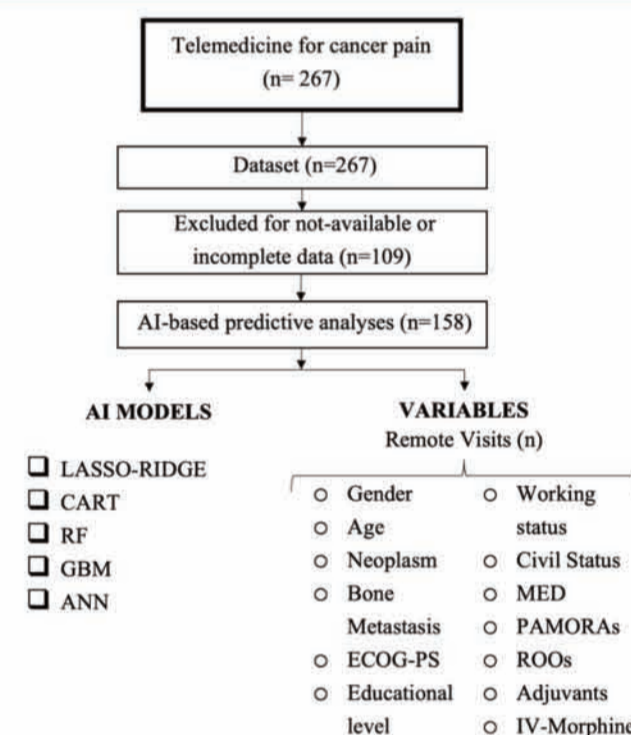 Telemedicine for cancer pain
(n= 267)
Dataset (n=267)
Excluded for not-available or
incomplete data (n=109)
AI-based predictive analyses (n=158)
AI MODELS
❑ LASSO-RIDGE
❑ CART
❑ RF
❑ GBM
❑ ANN
VARIABLES
Remote Visits (n)
○ Gender
○ Age
○ Neoplasm
○ Bone
Metastasis
○ ECOG-PS
○ Educational
level
○ Working
status
○ Civil Status
○ MED
○ PAMORAs
○ ROOs
○ Adjuvants
○ IV-Morphine